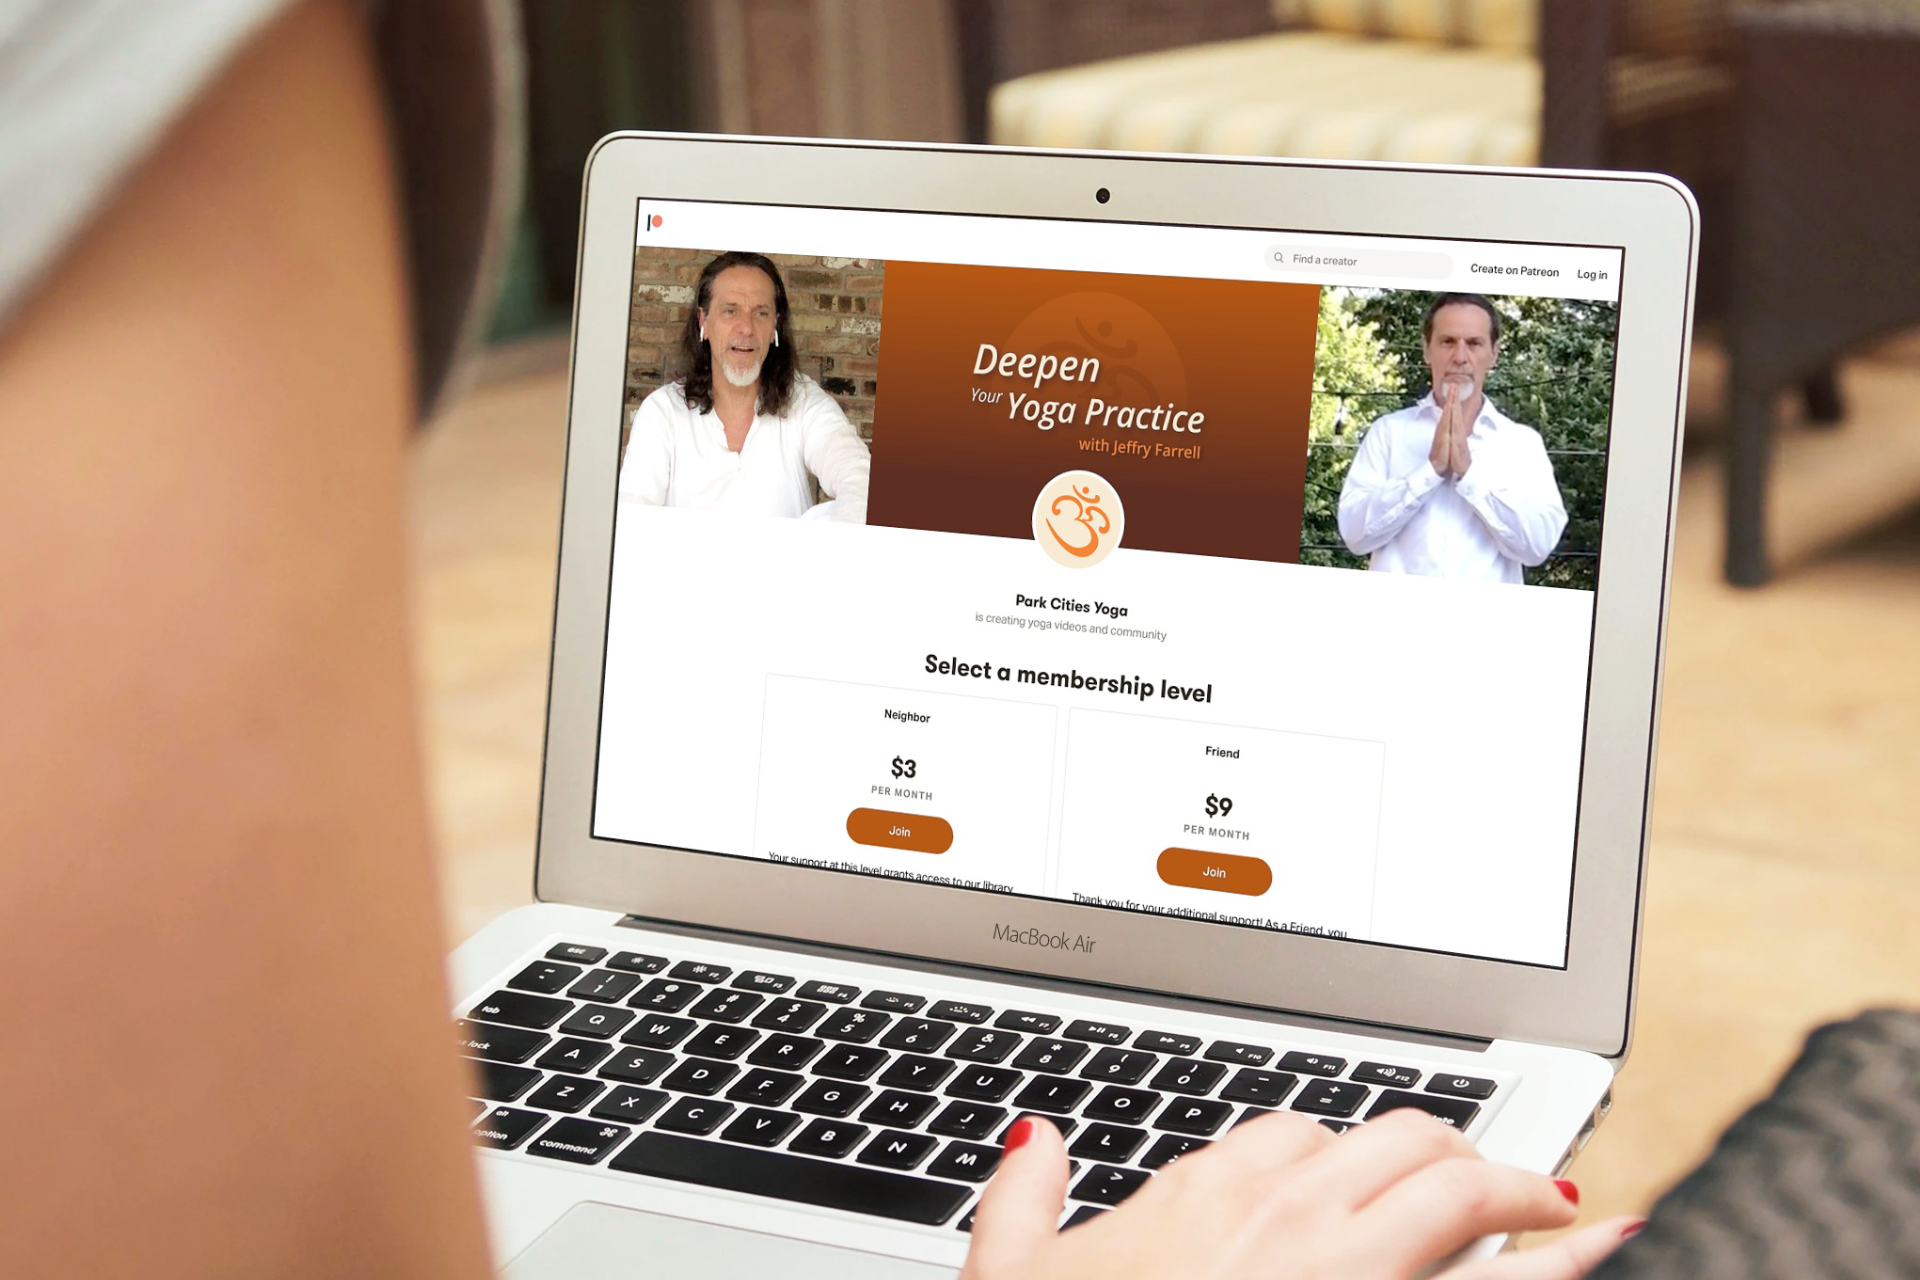 Find a creator
Create on Patreon
Log in
Deepen
Your Yoga Practice
with Jeffry Farrell
Park Cities Yoga
is creating yoga videos and community
Select a membership level
Neighbor
$3
PER MONTH
Join
Your support at this level grants access to our library
Friend
$9
PER MONTH
Join
Thank you for your additional support! As a Friend, you
MacBook Air
esc F1 F2 F3 F4 F5 F6 F7 F8 F9 F10 F11 F12
~ ! 1 @ 2 # 3 $ 4 % 5 ^ 6 & 7 * 8 ( 9 ) 0 - + =
tab Q W E R T Y U I O P
lock A S D F G H J L
Z X C V B N M
alt option ⌘ command